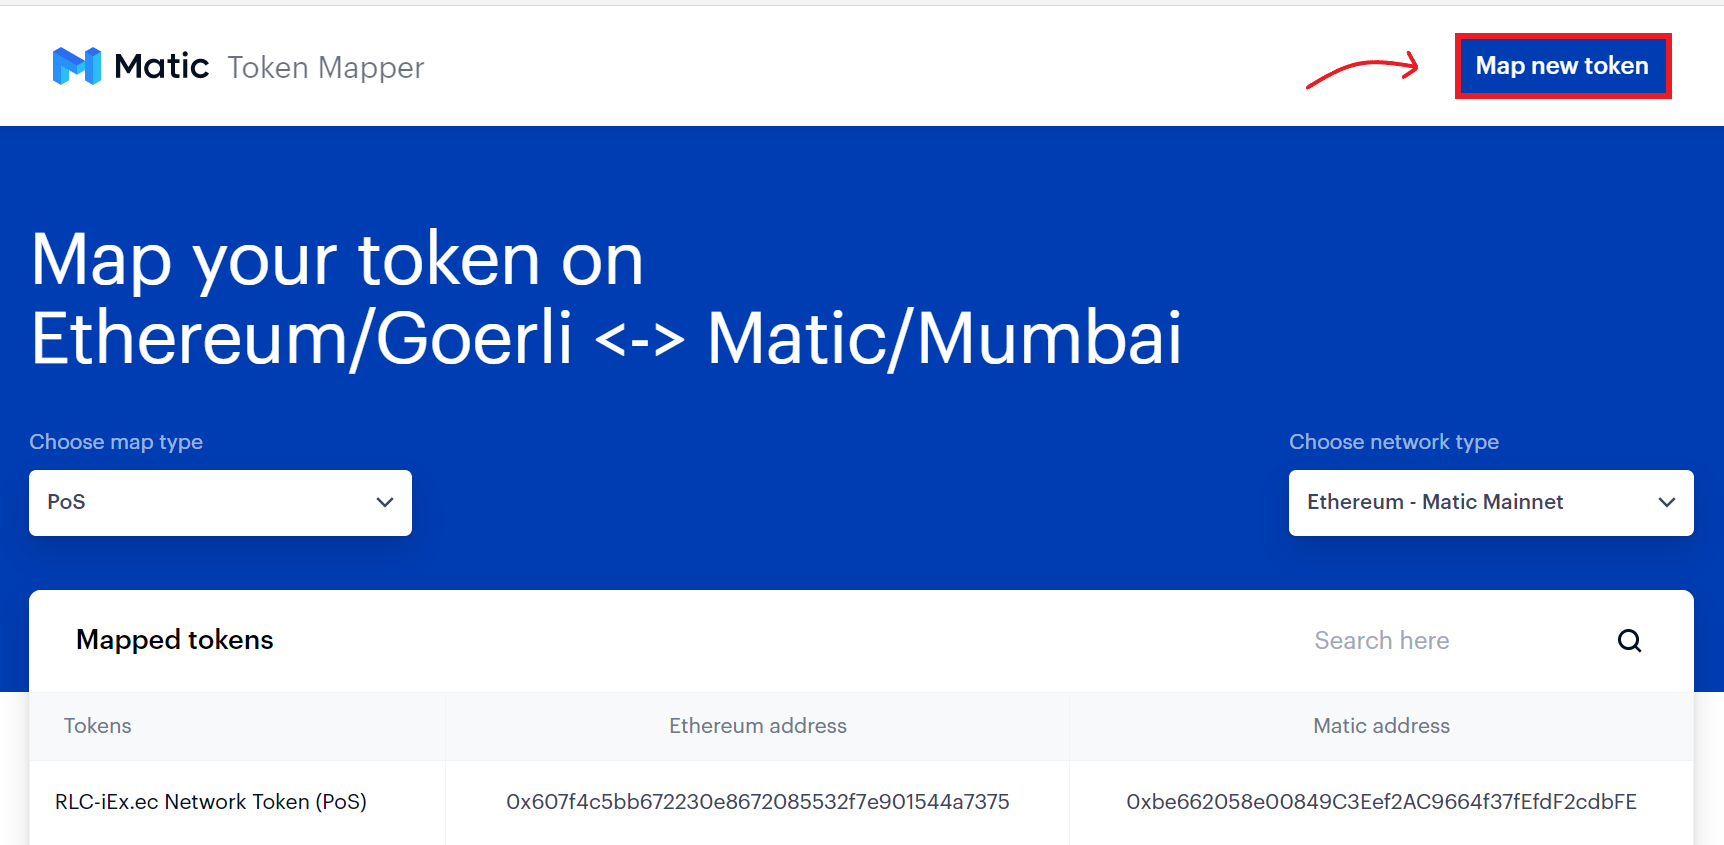 Matic Token Mapper
Map new token
Map your token on
Ethereum/Goerli <-> Matic/Mumbai
Choose map type
Choose network type
PoS
Ethereum - Matic Mainnet
Mapped tokens
Search here
Tokens
Ethereum address
Matic address
RLC-iEx.ec Network Token (PoS)
0x607f4c5bb672230e8672085532f7e901544a7375
0xbe662058e00849C3Eef2AC9664f37fEfdF2cdbFE